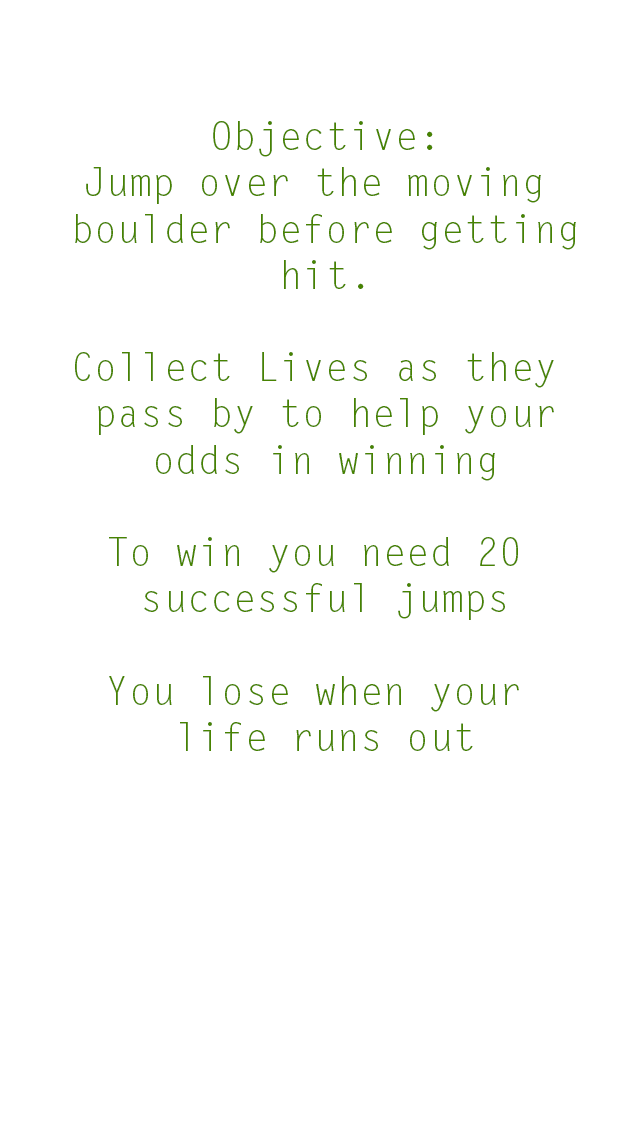 Objective:
Jump over the moving
boulder before getting
hit.
Collect Lives as they
pass by to help your
odds in winning
To win you need 20
successful jumps
You lose when your
life runs out